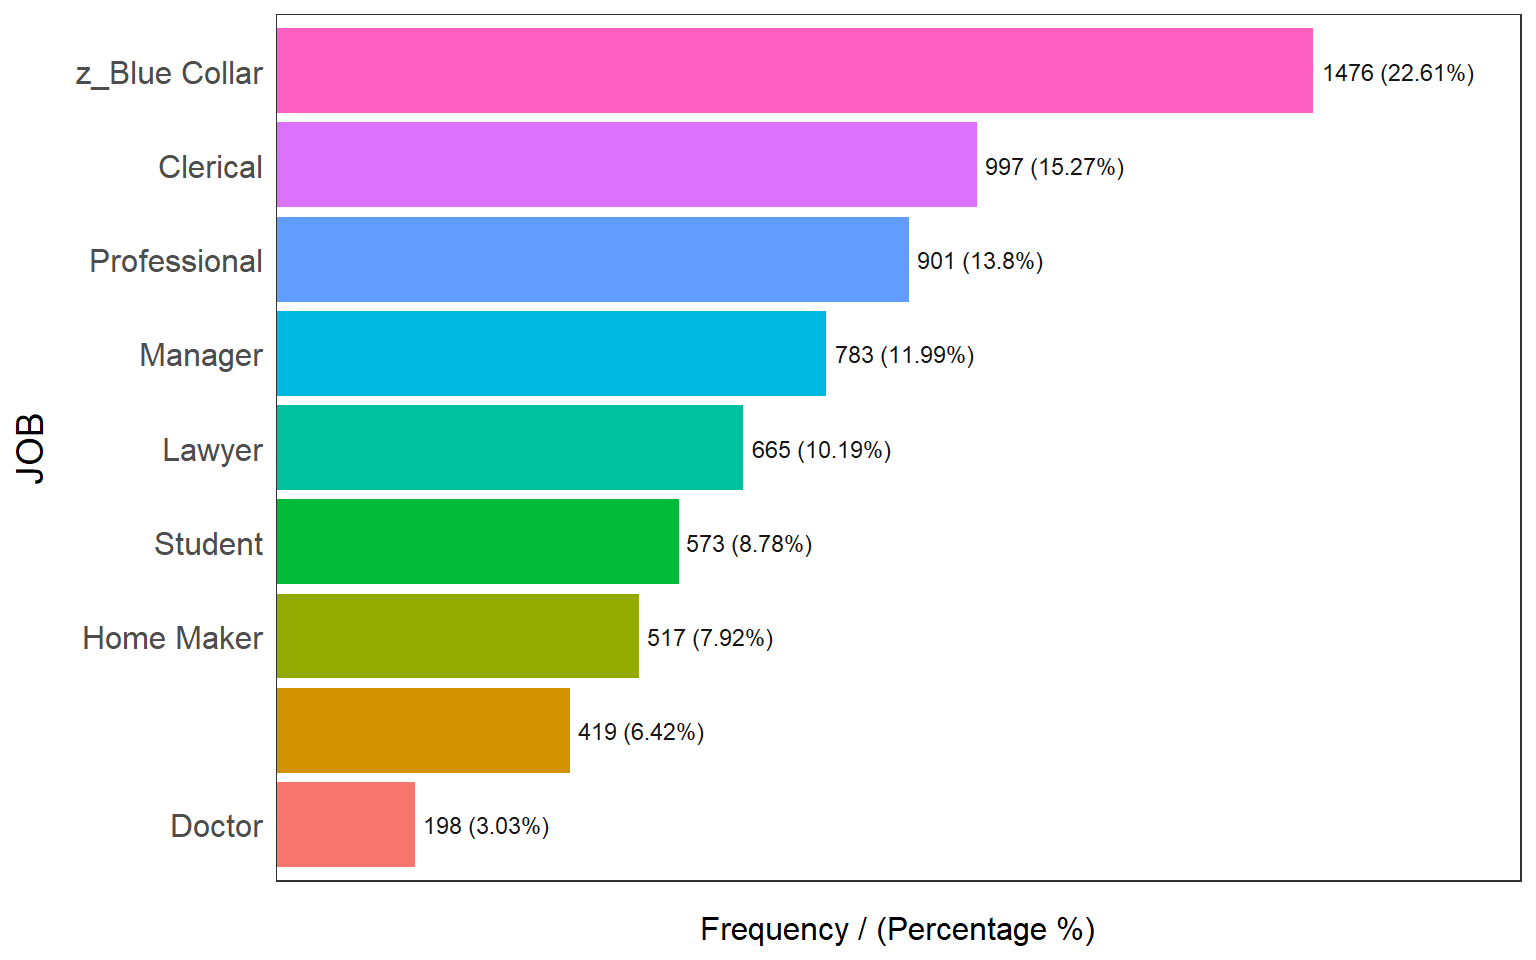 z_Blue Collar 1476 (22.61%)
Clerical 997 (15.27%)
Professional 901 (13.8%)
Manager 783 (11.99%)
Lawyer 665 (10.19%)
Student 573 (8.78%)
Home Maker 517 (7.92%)
419 (6.42%)
Doctor 198 (3.03%)
JOB
Frequency / (Percentage %)